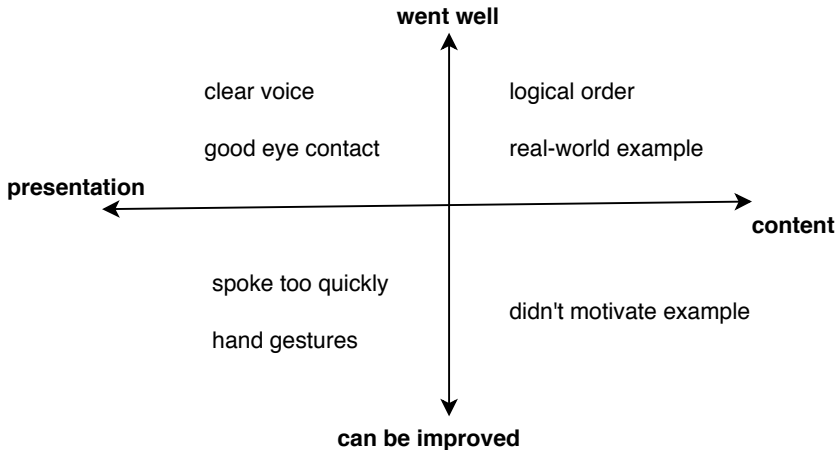 went well
clear voice
logical order
good eye contact
real-world example
presentation
content
spoke too quickly
didn't motivate example
hand gestures
can be improved